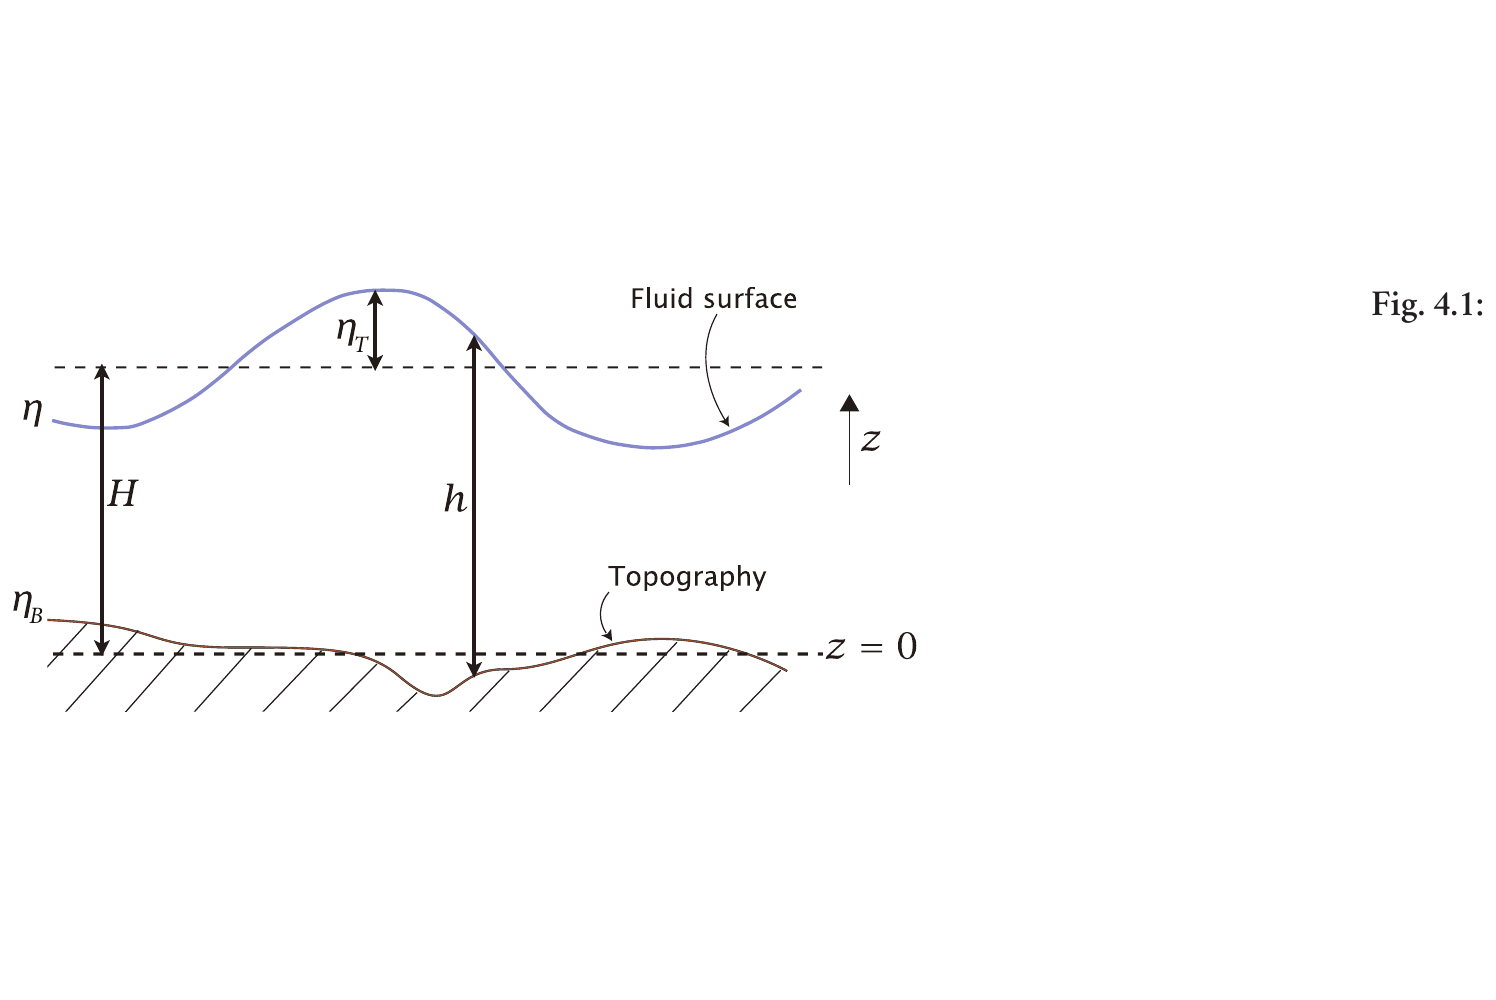 Fluid surface
Fig. 4.1:
η_T
η
z
H
h
Topography
η_B
z = 0